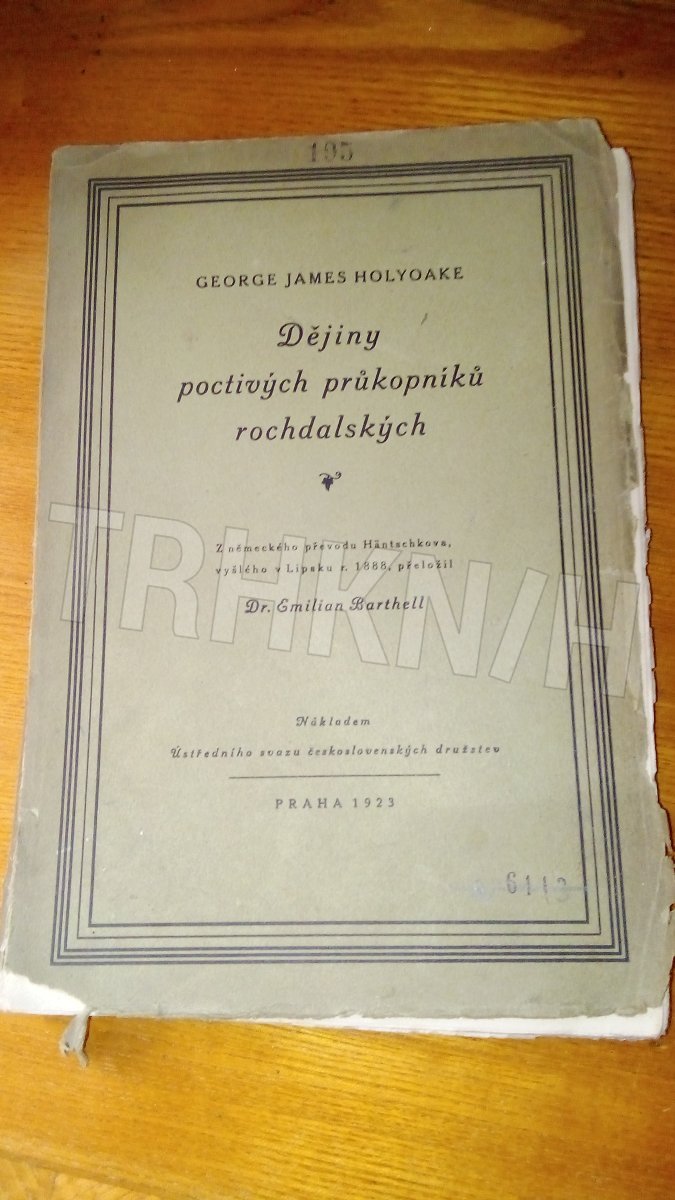 195
GEORGE JAMES HOLYOAKE
Dějiny
poctivých průkopníků
rochdalských
Z německého převodu Häntschkova,
vyšlého v Lipsku r. 1888, přeložil
Dr. Emilian Barthell
TRHKNIH
Nákladem
Ústředního svazu československých družstev
PRAHA 1923
6113